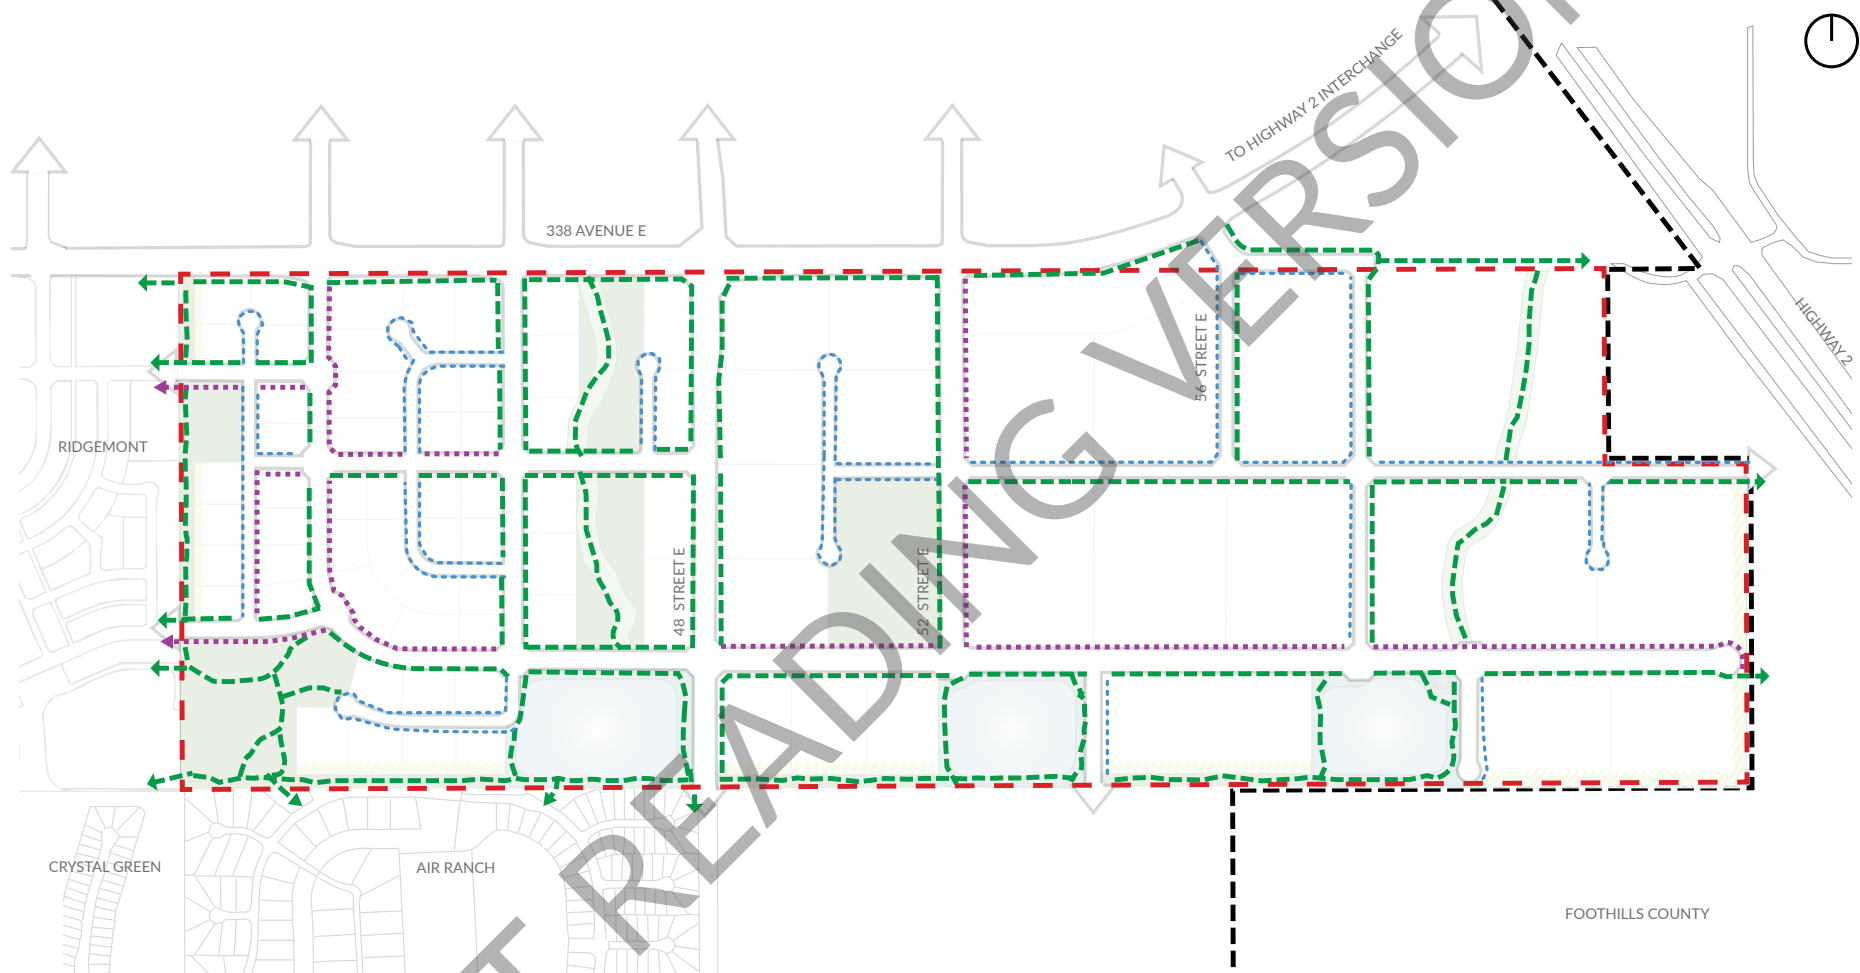 TO HIGHWAY 2 INTERCHANGE
338 AVENUE E
HIGHWAY 2
56 STREET E
RIDGEMONT
48 STREET E
52 STREET E
CRYSTAL GREEN
AIR RANCH
FOOTHILLS COUNTY
T READING VERSION